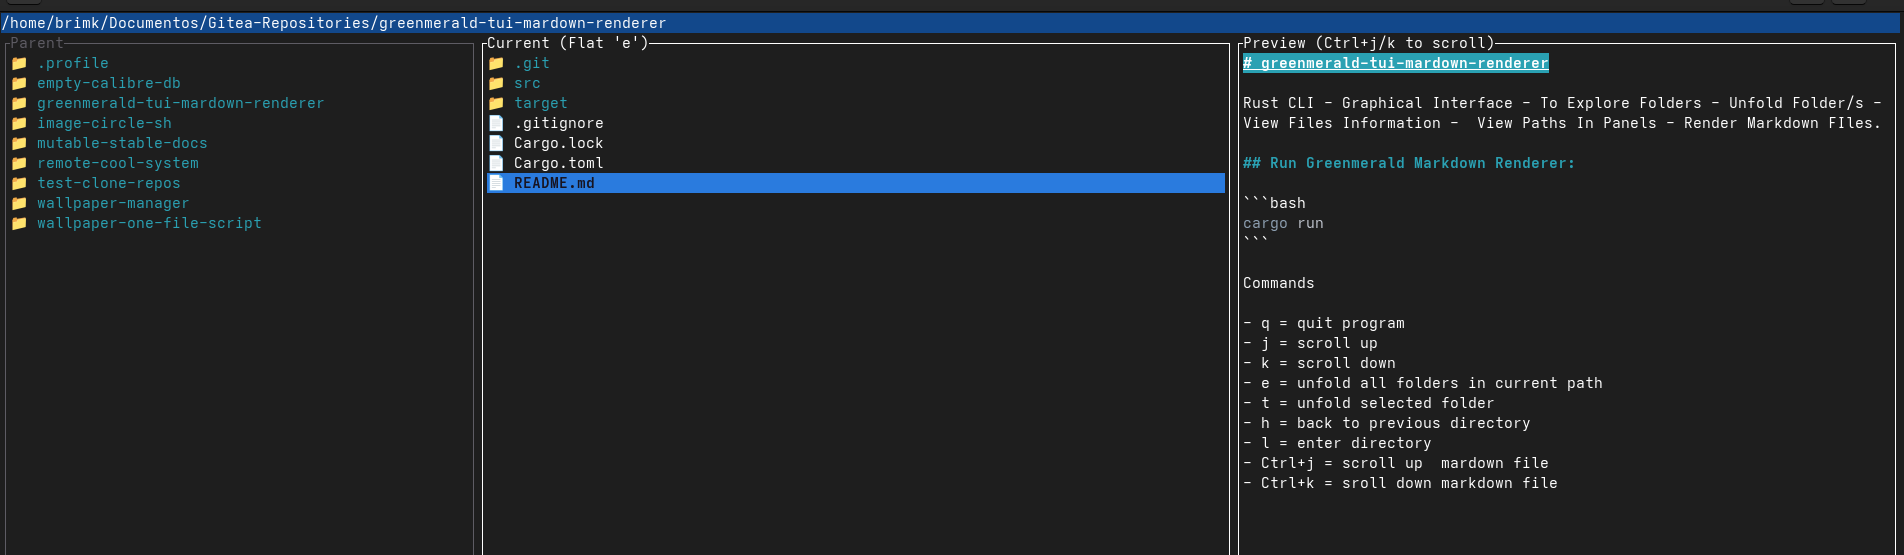 /home/brimk/Documentos/Gitea-Repositories/greenmerald-tui-mardown-renderer
Parent
.profile
empty-calibre-db
greenmerald-tui-mardown-renderer
image-circle-sh
mutable-stable-docs
remote-cool-system
test-clone-repos
wallpaper-manager
wallpaper-one-file-script
Current (Flat 'e')
.git
src
target
.gitignore
Cargo.lock
Cargo.toml
README.md
Preview (Ctrl+j/k to scroll)
# greenmerald-tui-mardown-renderer
Rust CLI - Graphical Interface - To Explore Folders - Unfold Folder/s -
View Files Information -  View Paths In Panels - Render Markdown FIles.
## Run Greenmerald Markdown Renderer:
```bash
cargo run
```
Commands
- q = quit program
- j = scroll up
- k = scroll down
- e = unfold all folders in current path
- t = unfold selected folder
- h = back to previous directory
- l = enter directory
- Ctrl+j = scroll up  mardown file
- Ctrl+k = sroll down markdown file